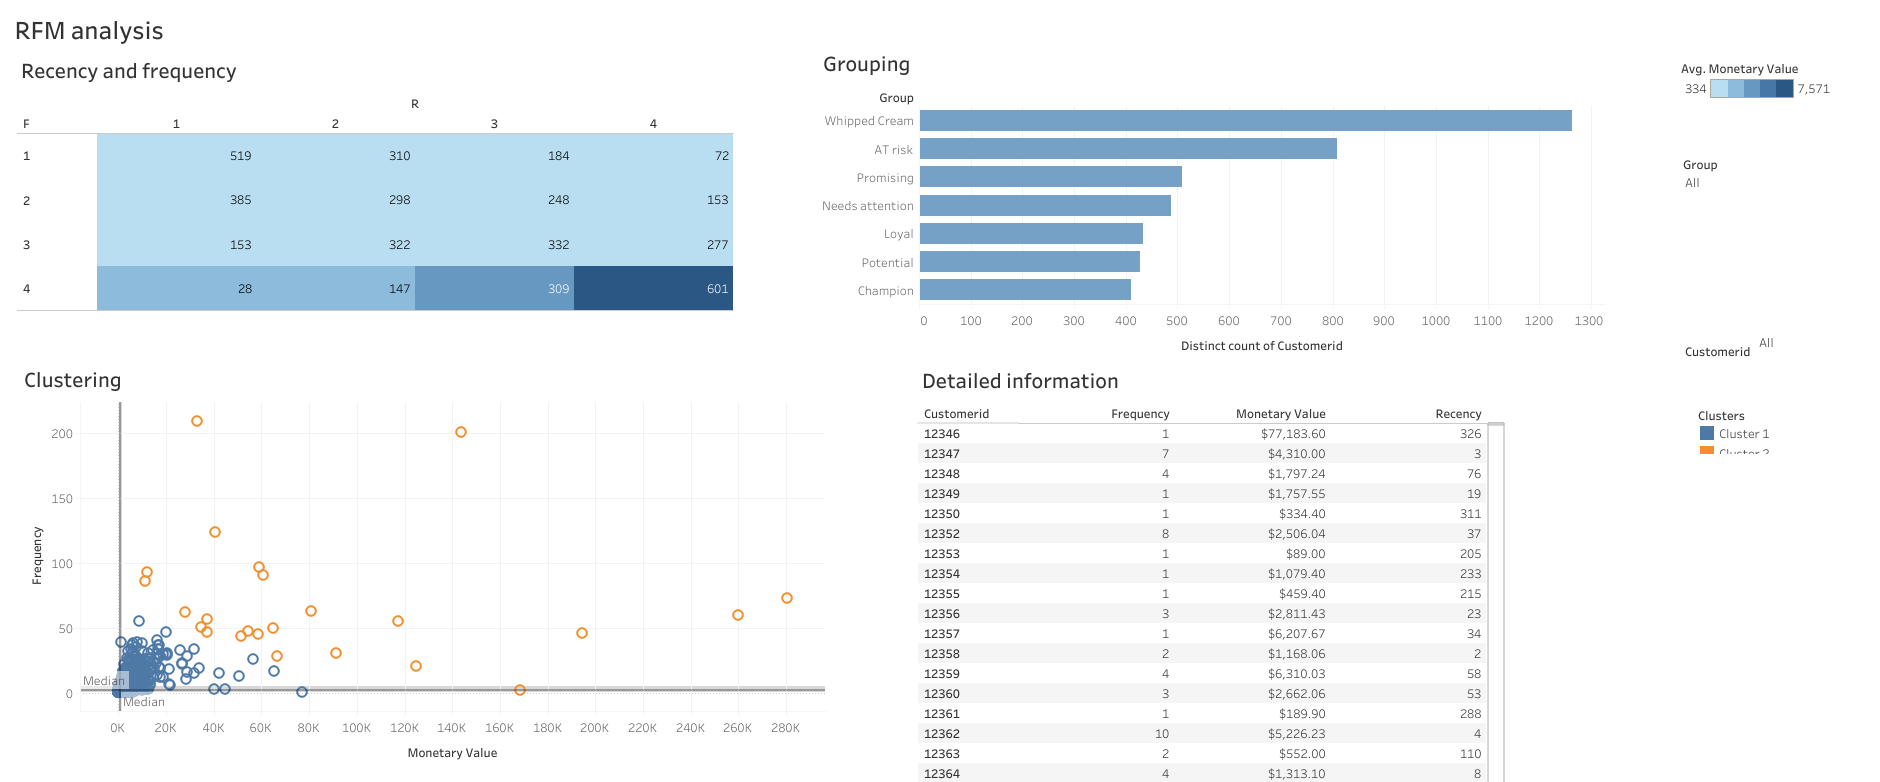 RFM analysis
Recency and frequency
R
F 1 2 3 4
1 519 310 184 72
2 385 298 248 153
3 153 322 332 277
4 28 147 309 601
Grouping
Group
Whipped Cream
AT risk
Promising
Needs attention
Loyal
Potential
Champion
0 100 200 300 400 500 600 700 800 900 1000 1100 1200 1300
Distinct count of Customerid
Avg. Monetary Value
334 7,571
Group
All
Customerid All
Clusters
Cluster 1
Cluster 2
Clustering
Frequency
200
150
100
50
0
Median
Median
0K 20K 40K 60K 80K 100K 120K 140K 160K 180K 200K 220K 240K 260K 280K
Monetary Value
Detailed information
Customerid Frequency Monetary Value Recency
12346 1 $77,183.60 326
12347 7 $4,310.00 3
12348 4 $1,797.24 76
12349 1 $1,757.55 19
12350 1 $334.40 311
12352 8 $2,506.04 37
12353 1 $89.00 205
12354 1 $1,079.40 233
12355 1 $459.40 215
12356 3 $2,811.43 23
12357 1 $6,207.67 34
12358 2 $1,168.06 2
12359 4 $6,310.03 58
12360 3 $2,662.06 53
12361 1 $189.90 288
12362 10 $5,226.23 4
12363 2 $552.00 110
12364 4 $1,313.10 8